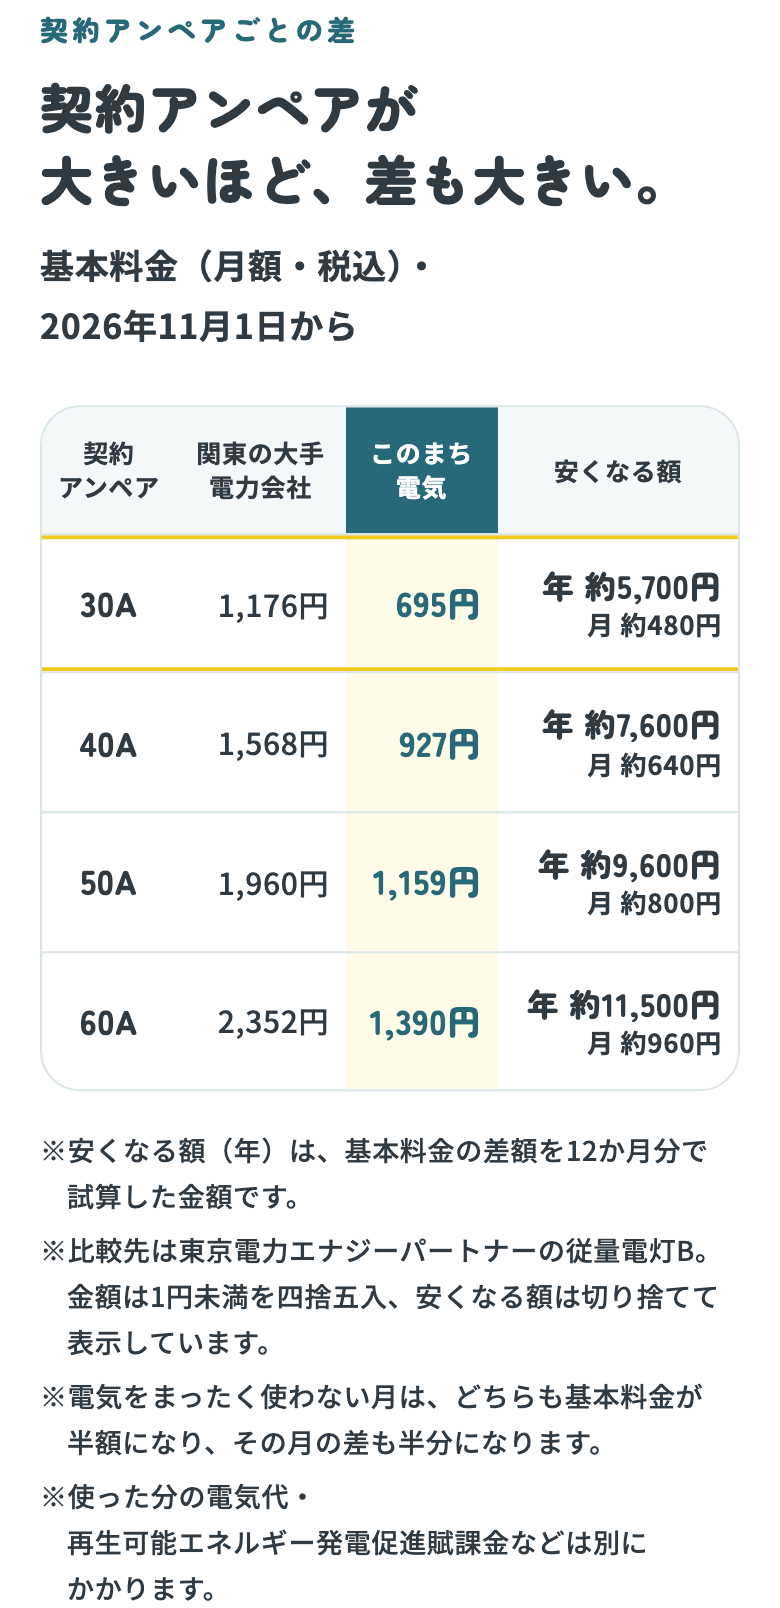 契約アンペアごとの差
契約アンペアが
大きいほど、差も大きい。
基本料金（月額・税込）・
2026年11月1日から
契約
アンペア
関東の大手
電力会社
このまち
電気
安くなる額
30A
1,176円
695円
年 約5,700円
月 約480円
40A
1,568円
927円
年 約7,600円
月 約640円
50A
1,960円
1,159円
年 約9,600円
月 約800円
60A
2,352円
1,390円
年 約11,500円
月 約960円
※安くなる額（年）は、基本料金の差額を12か月分で
試算した金額です。
※比較先は東京電力エナジーパートナーの従量電灯B。
金額は1円未満を四捨五入、安くなる額は切り捨てて
表示しています。
※電気をまったく使わない月は、どちらも基本料金が
半額になり、その月の差も半分になります。
※使った分の電気代・
再生可能エネルギー発電促進賦課金などは別に
かかります。